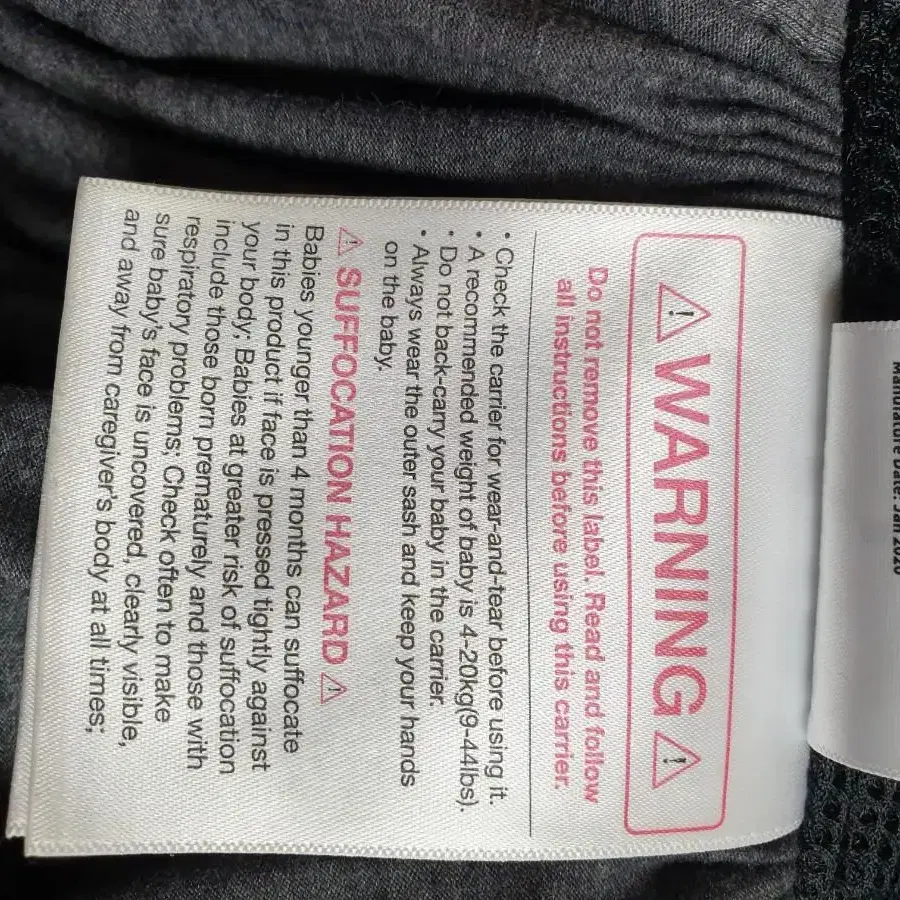 ⚠ WARNING ⚠
Do not remove this label. Read and follow
all instructions before using this carrier.
• Check the carrier for wear-and-tear before using it.
• A recommended weight of baby is 4-20kg(9-44lbs).
• Do not back-carry your baby in the carrier.
• Always wear the outer sash and keep your hands
on the baby.
⚠ SUFFOCATION HAZARD ⚠
Babies younger than 4 months can suffocate
in this product if face is pressed tightly against
your body; Babies at greater risk of suffocation
include those born prematurely and those with
respiratory problems; Check often to make
sure baby's face is uncovered, clearly visible,
and away from caregiver's body at all times;
Date: Jan 2020